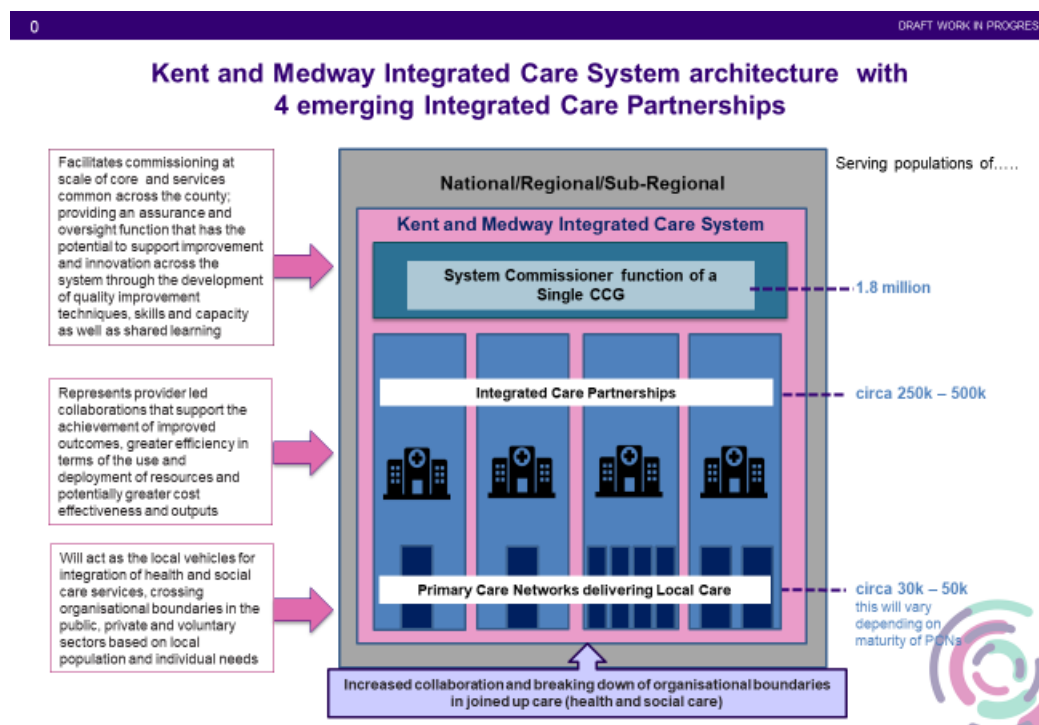 0
DRAFT WORK IN PROGRES
Kent and Medway Integrated Care System architecture with
4 emerging Integrated Care Partnerships
Facilitates commissioning at
scale of core and services
common across the county;
providing an assurance and
oversight function that has the
potential to support improvement
and innovation across the
system through the development
of quality improvement
techniques, skills and capacity
as well as shared learning
Represents provider led
collaborations that support the
achievement of improved
outcomes, greater efficiency in
terms of the use and
deployment of resources and
potentially greater cost
effectiveness and outputs
Will act as the local vehicles for
integration of health and social
care services, crossing
organisational boundaries in the
public, private and voluntary
sectors based on local
population and individual needs
National/Regional/Sub-Regional
Kent and Medway Integrated Care System
System Commissioner function of a
Single CCG
Integrated Care Partnerships
Primary Care Networks delivering Local Care
Increased collaboration and breaking down of organisational boundaries
in joined up care (health and social care)
Serving populations of.....
1.8 million
circa 250k – 500k
circa 30k – 50k
this will vary
depending on
maturity of PCNs